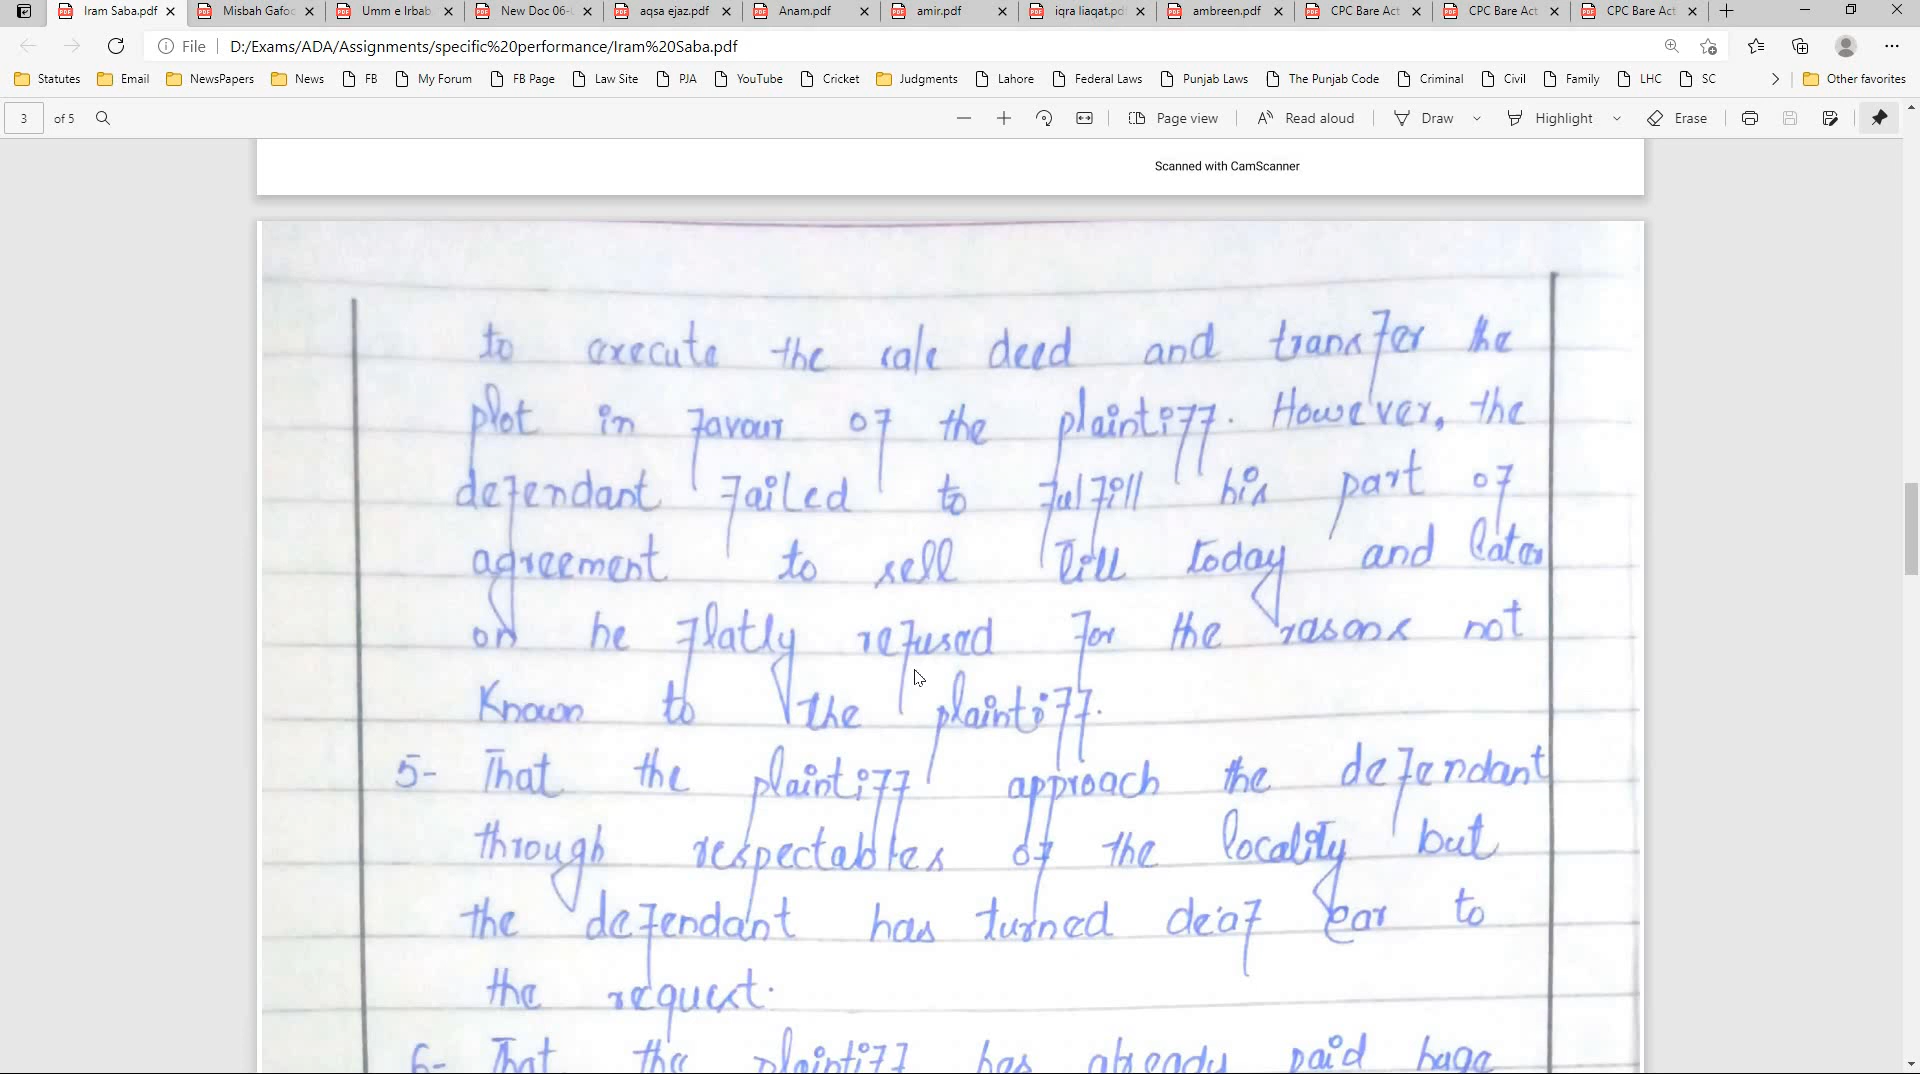 Iram Saba.pdf
Misbah Gafoo
Umm e Irbab
New Doc 06-
aqsa ejaz.pdf
Anam.pdf
amir.pdf
iqra liaqat.pd
ambreen.pdf
CPC Bare Act
CPC Bare Act
CPC Bare Act
File
D:/Exams/ADA/Assignments/specific%20performance/Iram%20Saba.pdf
Statutes
Email
NewsPapers
News
FB
My Forum
FB Page
Law Site
PJA
YouTube
Cricket
Judgments
Lahore
Federal Laws
Punjab Laws
The Punjab Code
Criminal
Civil
Family
LHC
SC
Other favorites
3 of 5
Page view
Read aloud
Draw
Highlight
Erase
Scanned with CamScanner
to execute the sale deed and transfer the
plot in favour of the plaintiff. However, the
defendant failed to fulfill his part of
agreement to sell till today and later
on he flatly refused for the rasons not
Known to the plaintiff.
5- That the plaintiff approach the defendant
through respectables of the locality but
the defendant has turned deaf ear to
the request.
6- That the plaintiff has already paid huge